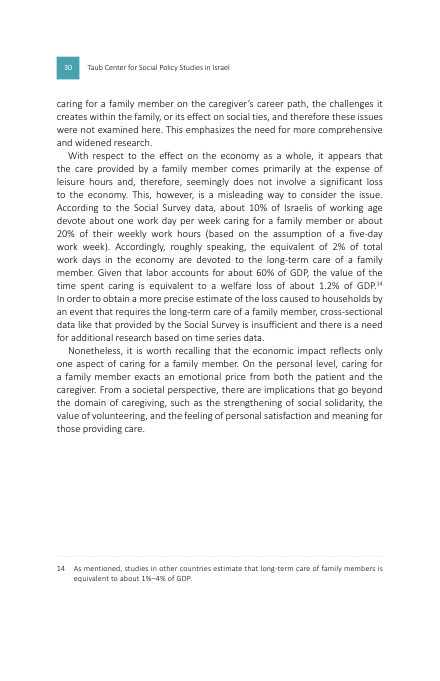 30
Taub Center for Social Policy Studies in Israel
caring for a family member on the caregiver's career path, the challenges it
creates within the family, or its effect on social ties, and therefore these issues
were not examined here. This emphasizes the need for more comprehensive
and widened research.
With respect to the effect on the economy as a whole, it appears that
the care provided by a family member comes primarily at the expense of
leisure hours and, therefore, seemingly does not involve a significant loss
to the economy. This, however, is a misleading way to consider the issue.
According to the Social Survey data, about 10% of Israelis of working age
devote about one work day per week caring for a family member or about
20% of their weekly work hours (based on the assumption of a five-day
work week). Accordingly, roughly speaking, the equivalent of 2% of total
work days in the economy are devoted to the long-term care of a family
member. Given that labor accounts for about 60% of GDP, the value of the
time spent caring is equivalent to a welfare loss of about 1.2% of GDP.14
In order to obtain a more precise estimate of the loss caused to households by
an event that requires the long-term care of a family member, cross-sectional
data like that provided by the Social Survey is insufficient and there is a need
for additional research based on time series data.
Nonetheless, it is worth recalling that the economic impact reflects only
one aspect of caring for a family member. On the personal level, caring for
a family member exacts an emotional price from both the patient and the
caregiver. From a societal perspective, there are implications that go beyond
the domain of caregiving, such as the strengthening of social solidarity, the
value of volunteering, and the feeling of personal satisfaction and meaning for
those providing care.
14 As mentioned, studies in other countries estimate that long-term care of family members is
equivalent to about 1%–4% of GDP.